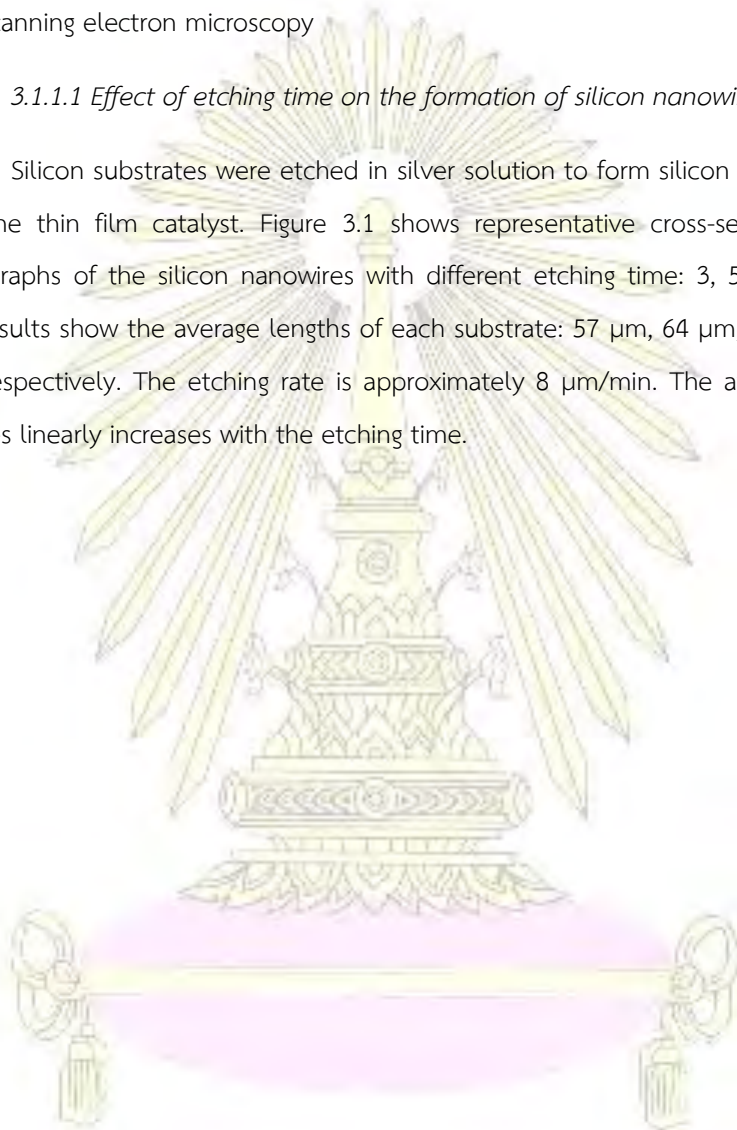 canning electron microscopy
3.1.1.1 Effect of etching time on the formation of silicon nanowi
Silicon substrates were etched in silver solution to form silicon
ne thin film catalyst. Figure 3.1 shows representative cross-se
graphs of the silicon nanowires with different etching time: 3, 5
sults show the average lengths of each substrate: 57 µm, 64 µm
espectively. The etching rate is approximately 8 µm/min. The a
s linearly increases with the etching time.